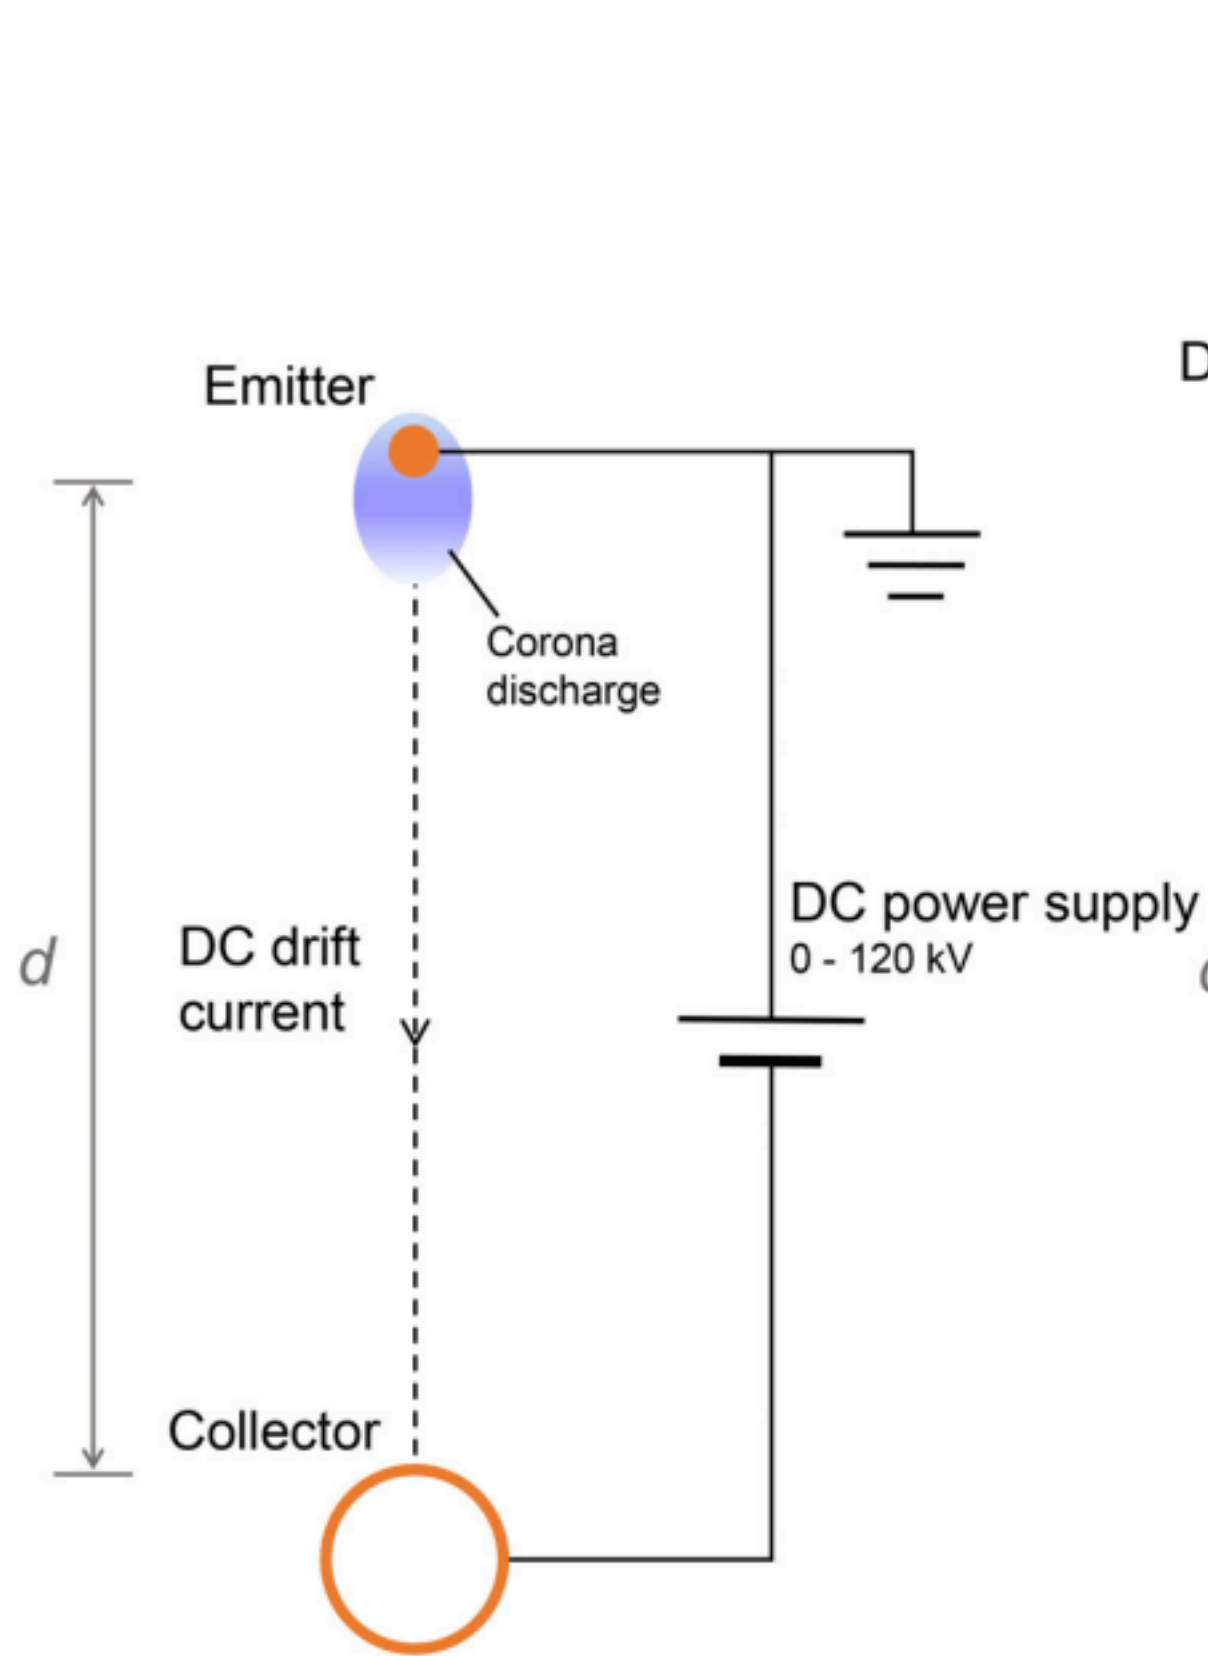 D
Emitter
Corona
discharge
DC power supply
0 - 120 kV
DC drift
current
d
Collector